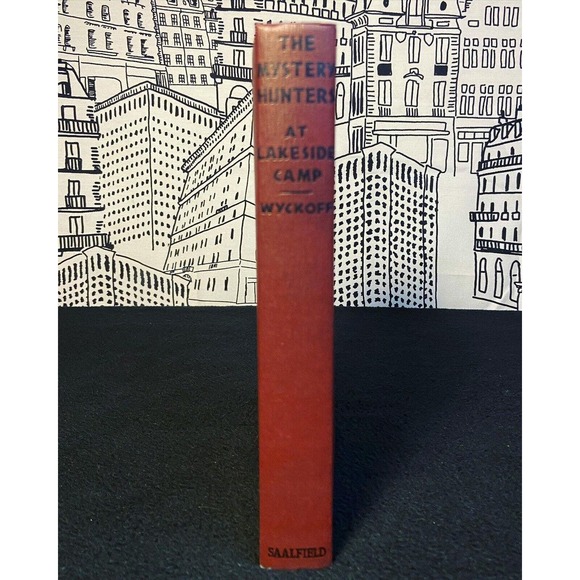 THE
MYSTERY
HUNTERS
AT
LAKESIDE
CAMP
WYCKOFF
SAALFIELD